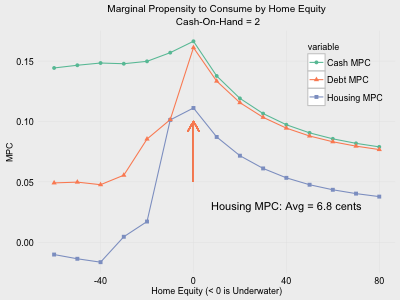 Marginal Propensity to Consume by Home Equity
Cash-On-Hand = 2
variable
Cash MPC
Debt MPC
Housing MPC
0.15
0.10
0.05
0.00
MPC
Housing MPC: Avg = 6.8 cents
-40
0
40
80
Home Equity (< 0 is Underwater)